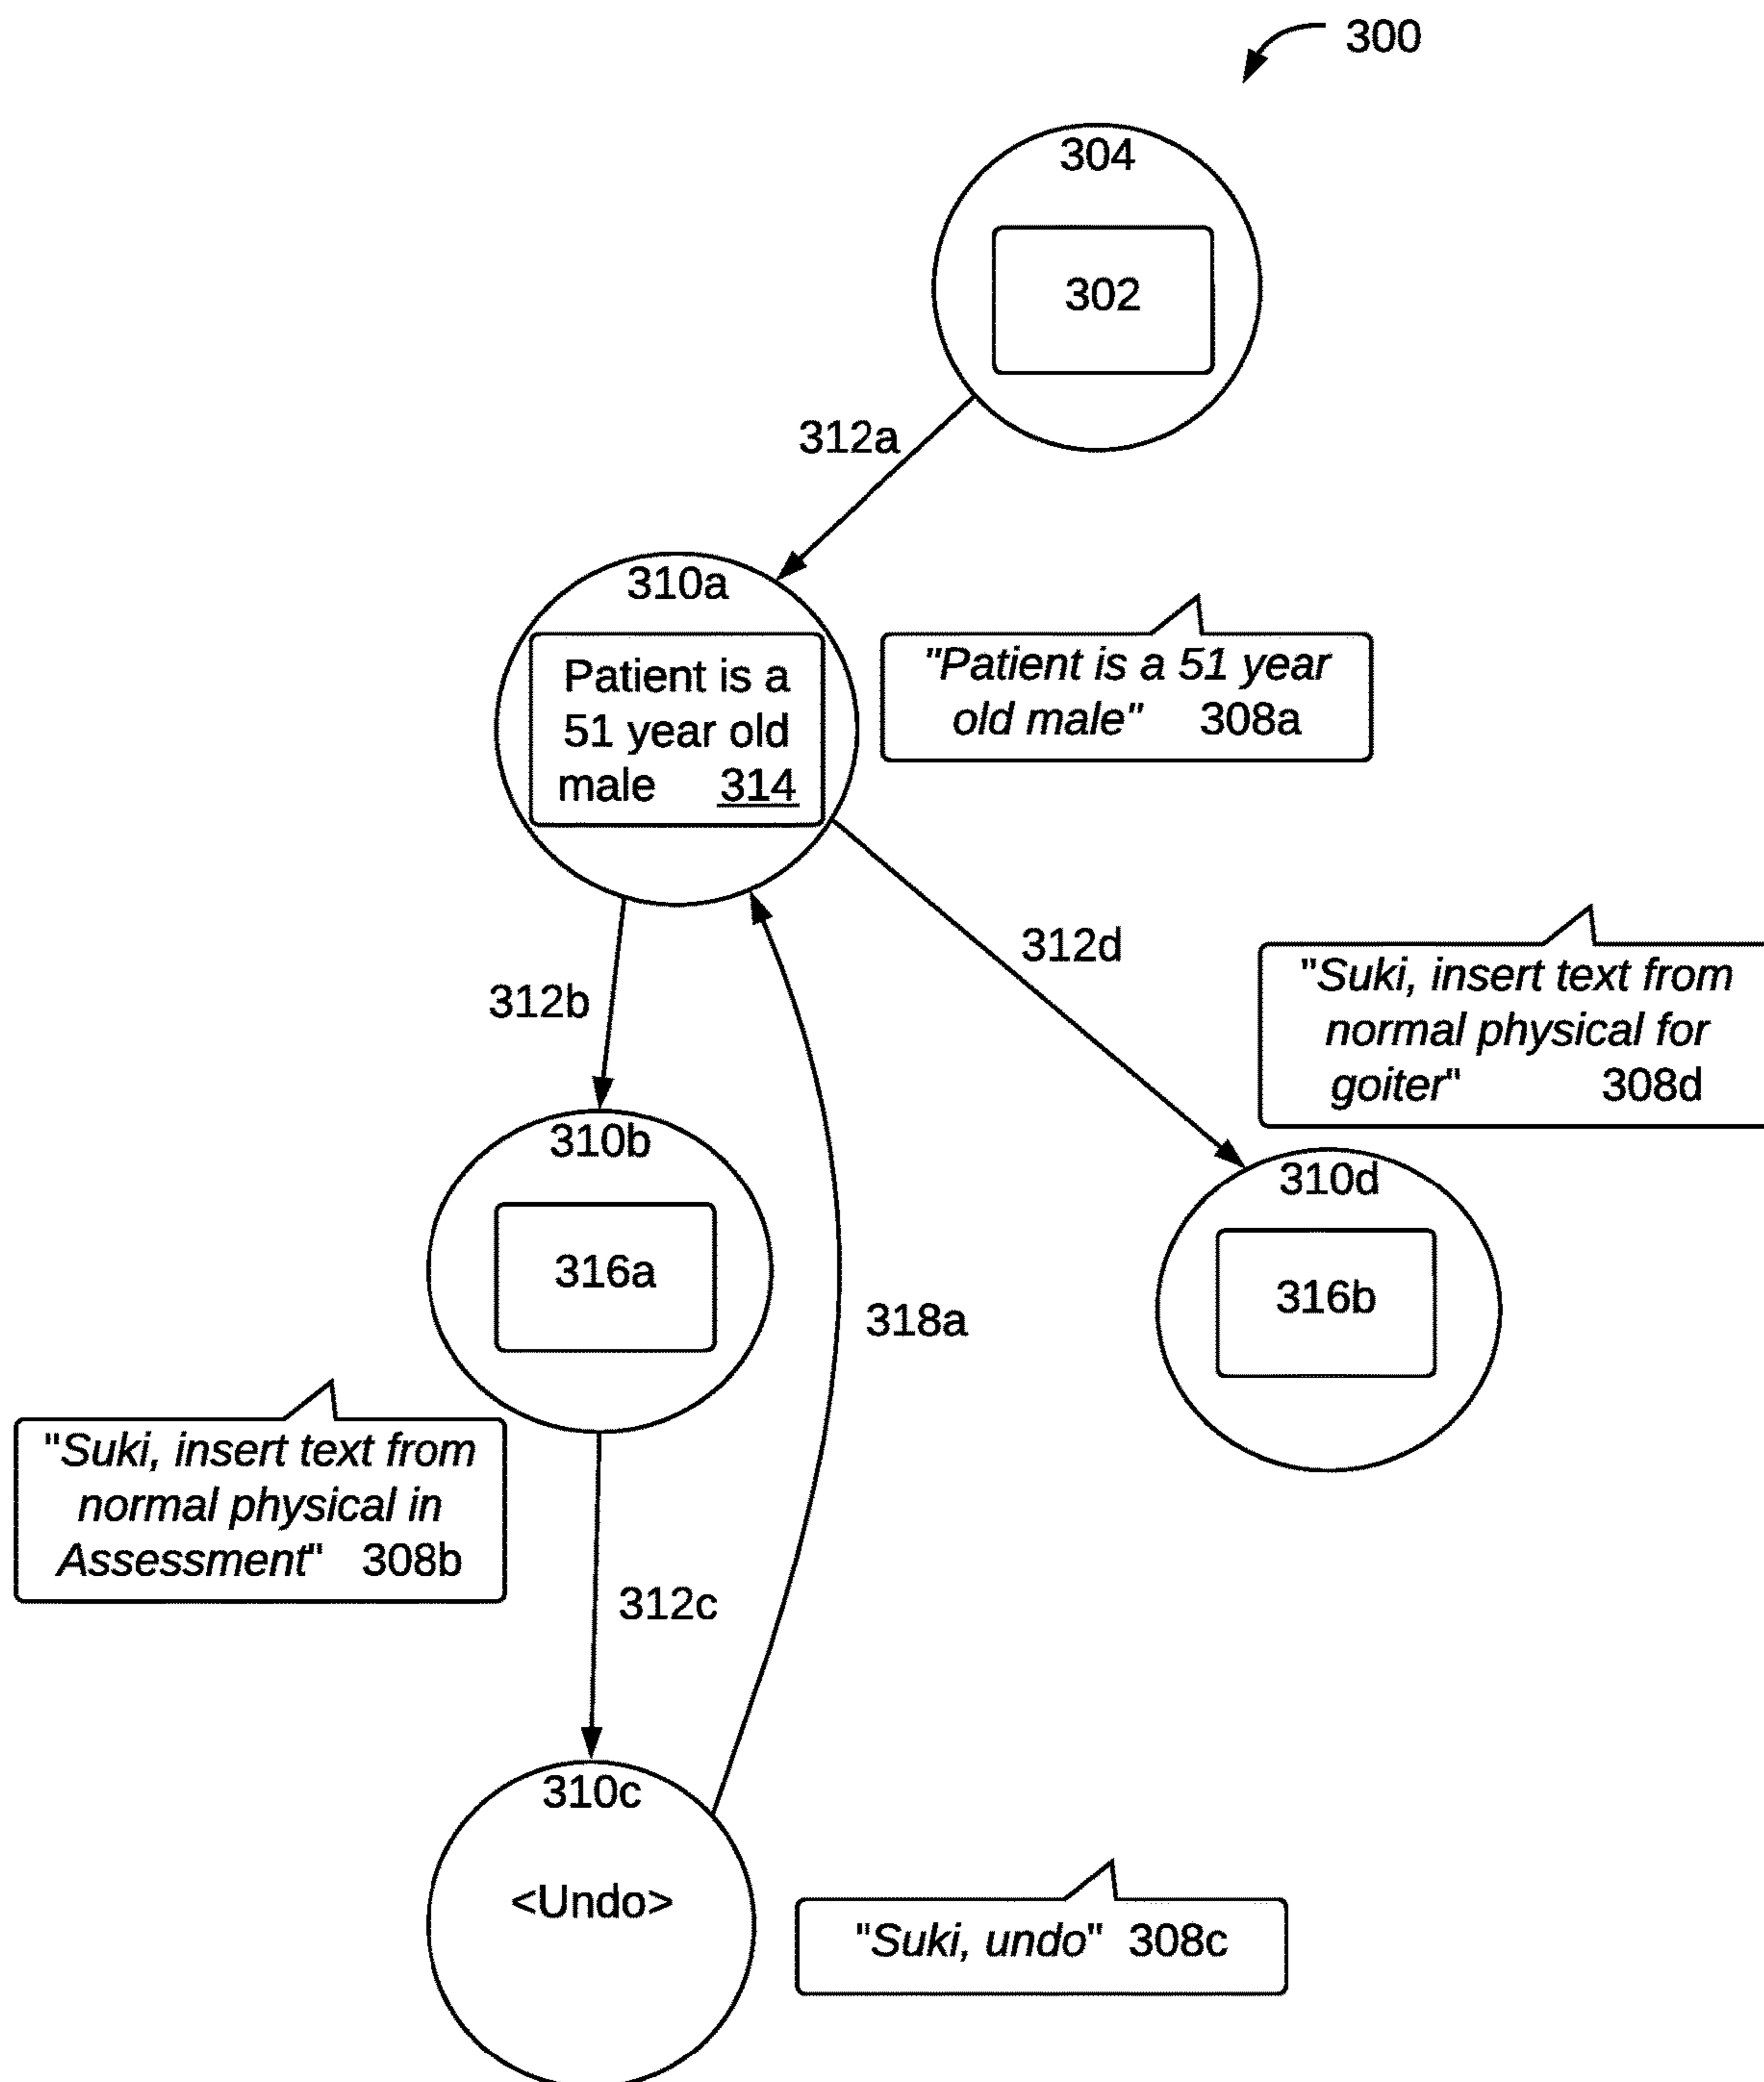 300
304
302
312a
310a
Patient is a
51 year old
male 314
"Patient is a 51 year
old male" 308a
312b
312d
"Suki, insert text from
normal physical for
goiter" 308d
310b
316a
310d
316b
318a
"Suki, insert text from
normal physical in
Assessment" 308b
312c
310c
<Undo>
"Suki, undo" 308c